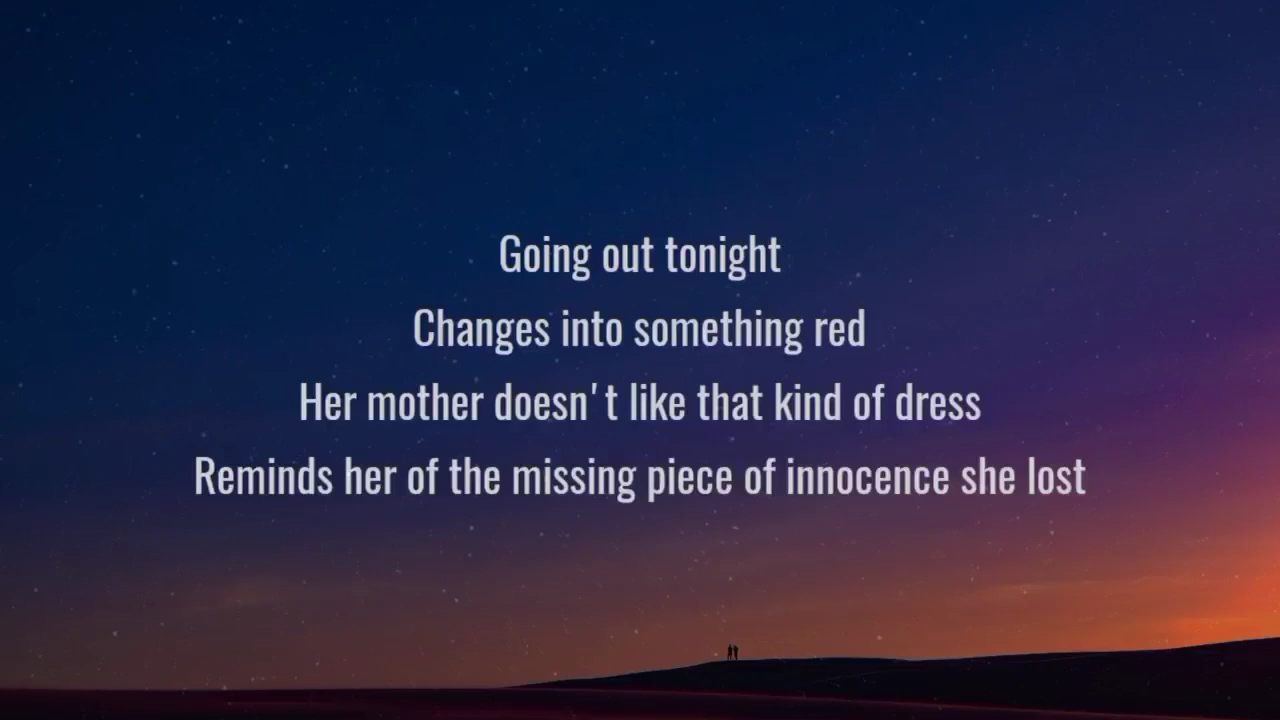 Going out tonight
Changes into something red
Her mother doesn't like that kind of dress
Reminds her of the missing piece of innocence she lost